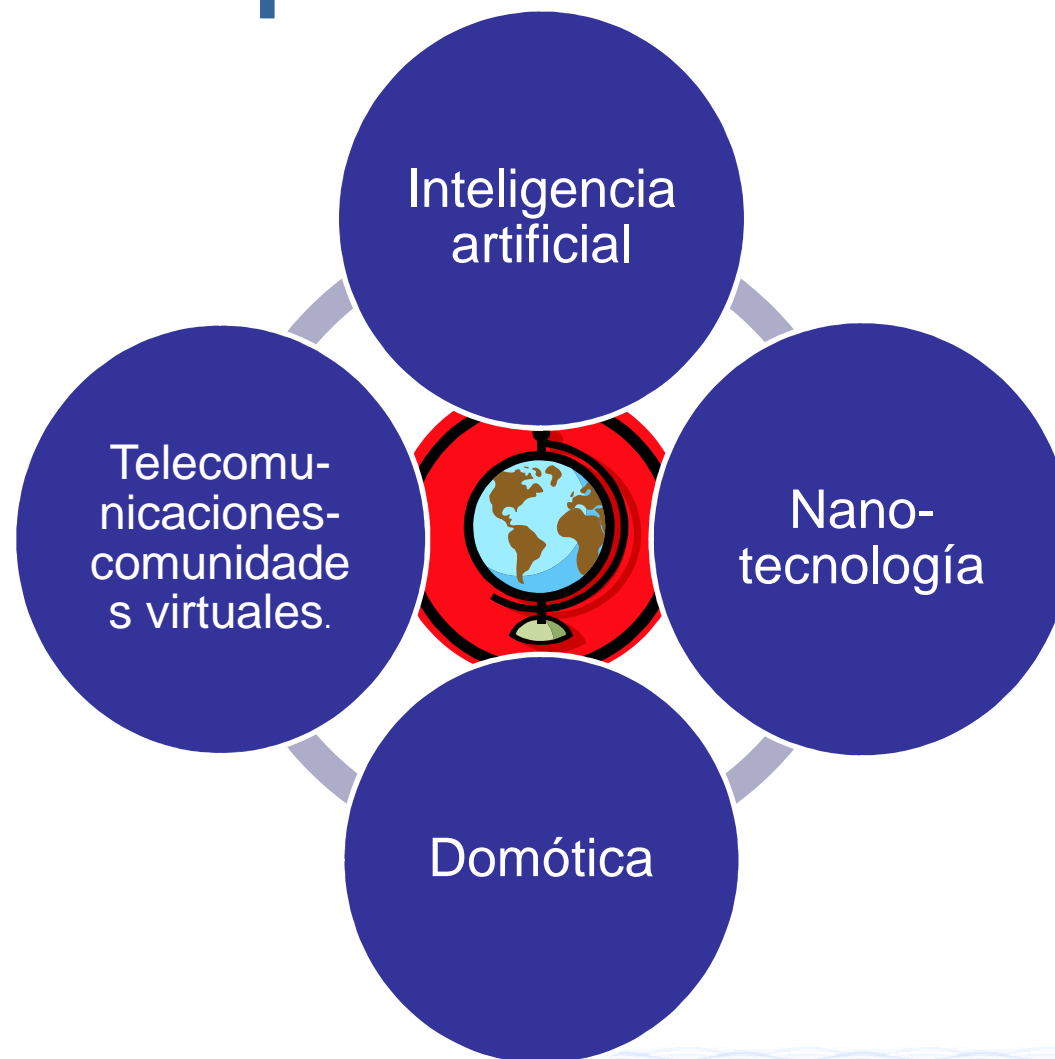 Inteligencia
artificial
Telecomu-
nicaciones-
comunidade
s virtuales.
Nano-
tecnología
Domótica